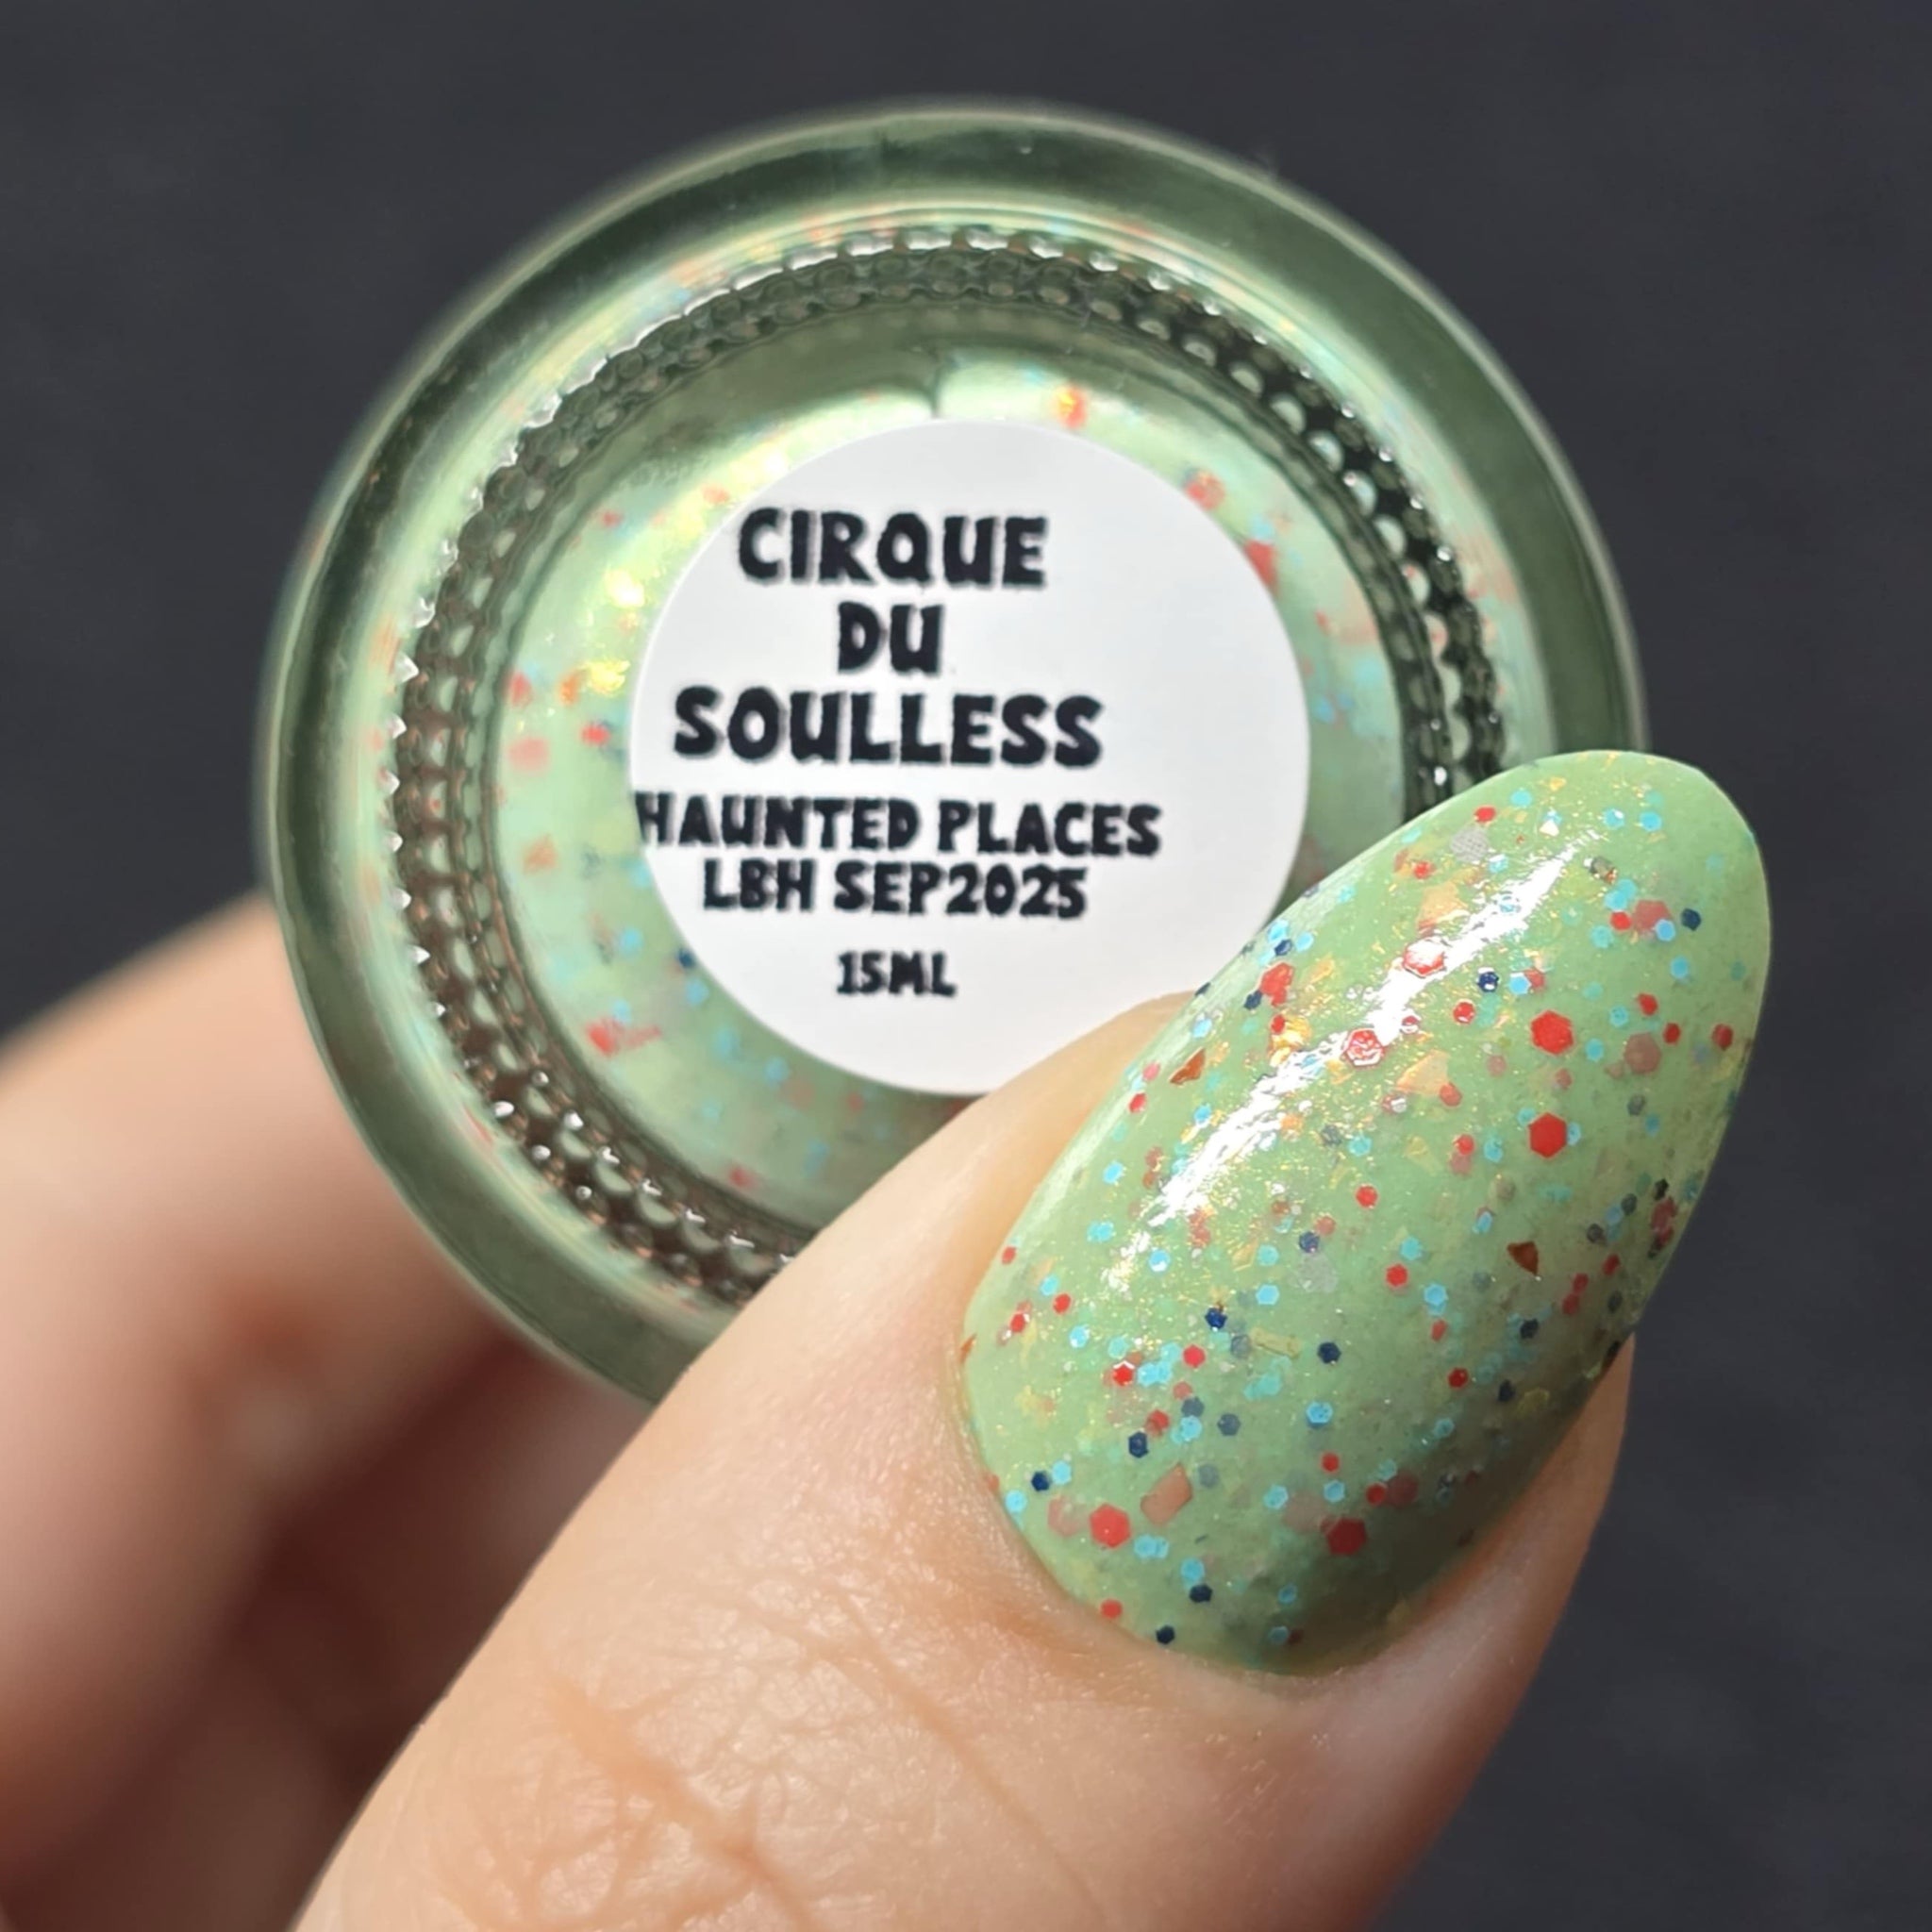 CIRQUE
DU
SOULLESS
HAUNTED PLACES
LBH SEP2025
15ML